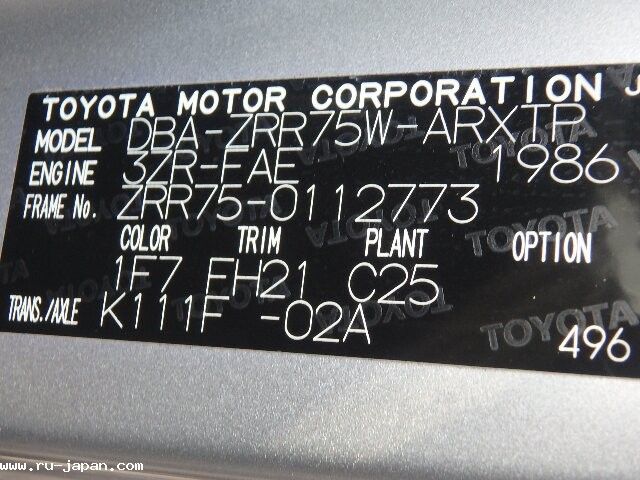 TOYOTA MOTOR CORPORATION J
MODEL DBA-ZRR75W-ARXTP
ENGINE 3ZR-FAE 1986
FRAME No. ZRR75-0112773
COLOR TRIM PLANT OPTION
1F7 FH21 C25
TRANS./AXLE K111F -02A
496
www.ru-japan.com